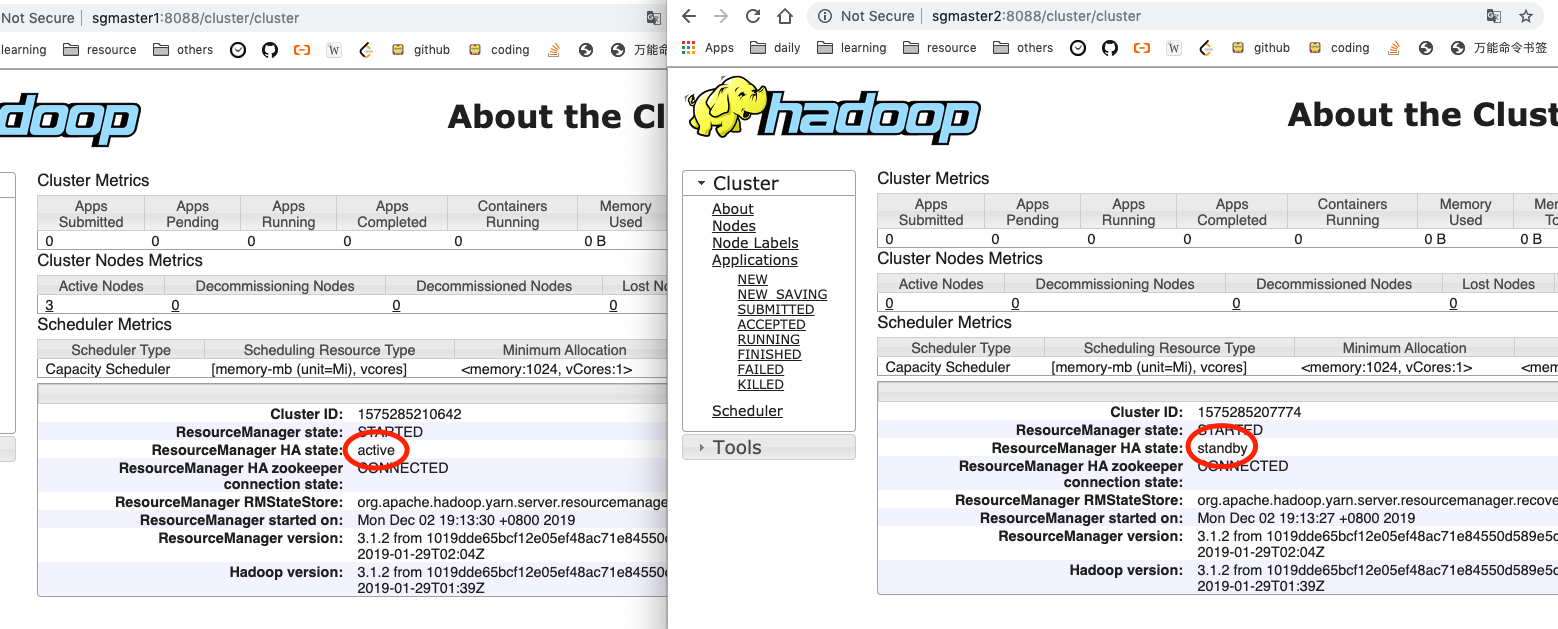 Not Secure sgmaster1:8088/cluster/cluster
learning resource others W github coding 万能
hadoop
About the Cl
Cluster Metrics
Apps Submitted Apps Pending Apps Running Apps Completed Containers Running Memory Used
0 0 0 0 0 0 B
Cluster Nodes Metrics
Active Nodes Decommissioning Nodes Decommissioned Nodes Lost No
3 0 0 0
Scheduler Metrics
Scheduler Type Scheduling Resource Type Minimum Allocation
Capacity Scheduler [memory-mb (unit=Mi), vcores] <memory:1024, vCores:1>
Cluster ID: 1575285210642
ResourceManager state: STARTED
ResourceManager HA state: active
ResourceManager HA zookeeper connection state: CONNECTED
ResourceManager RMStateStore: org.apache.hadoop.yarn.server.resourcemanage
ResourceManager started on: Mon Dec 02 19:13:30 +0800 2019
ResourceManager version: 3.1.2 from 1019dde65bcf12e05ef48ac71e84550
2019-01-29T02:04Z
Hadoop version: 3.1.2 from 1019dde65bcf12e05ef48ac71e84550
2019-01-29T01:39Z
Not Secure sgmaster2:8088/cluster/cluster
Apps daily learning resource others W github coding 万能命令书签
hadoop
About the Clust
Cluster
About
Nodes
Node Labels
Applications
NEW
NEW_SAVING
SUBMITTED
ACCEPTED
RUNNING
FINISHED
FAILED
KILLED
Scheduler
Tools
Cluster Metrics
Apps Submitted Apps Pending Apps Running Apps Completed Containers Running Memory Used Mem To
0 0 0 0 0 0 B 0 B
Cluster Nodes Metrics
Active Nodes Decommissioning Nodes Decommissioned Nodes Lost Nodes
0 0 0 0
Scheduler Metrics
Scheduler Type Scheduling Resource Type Minimum Allocation
Capacity Scheduler [memory-mb (unit=Mi), vcores] <memory:1024, vCores:1> <mem
Cluster ID: 1575285207774
ResourceManager state: STARTED
ResourceManager HA state: standby
ResourceManager HA zookeeper connection state: CONNECTED
ResourceManager RMStateStore: org.apache.hadoop.yarn.server.resourcemanager.recove
ResourceManager started on: Mon Dec 02 19:13:27 +0800 2019
ResourceManager version: 3.1.2 from 1019dde65bcf12e05ef48ac71e84550d589e5d
2019-01-29T02:04Z
Hadoop version: 3.1.2 from 1019dde65bcf12e05ef48ac71e84550d589e5d
2019-01-29T01:39Z